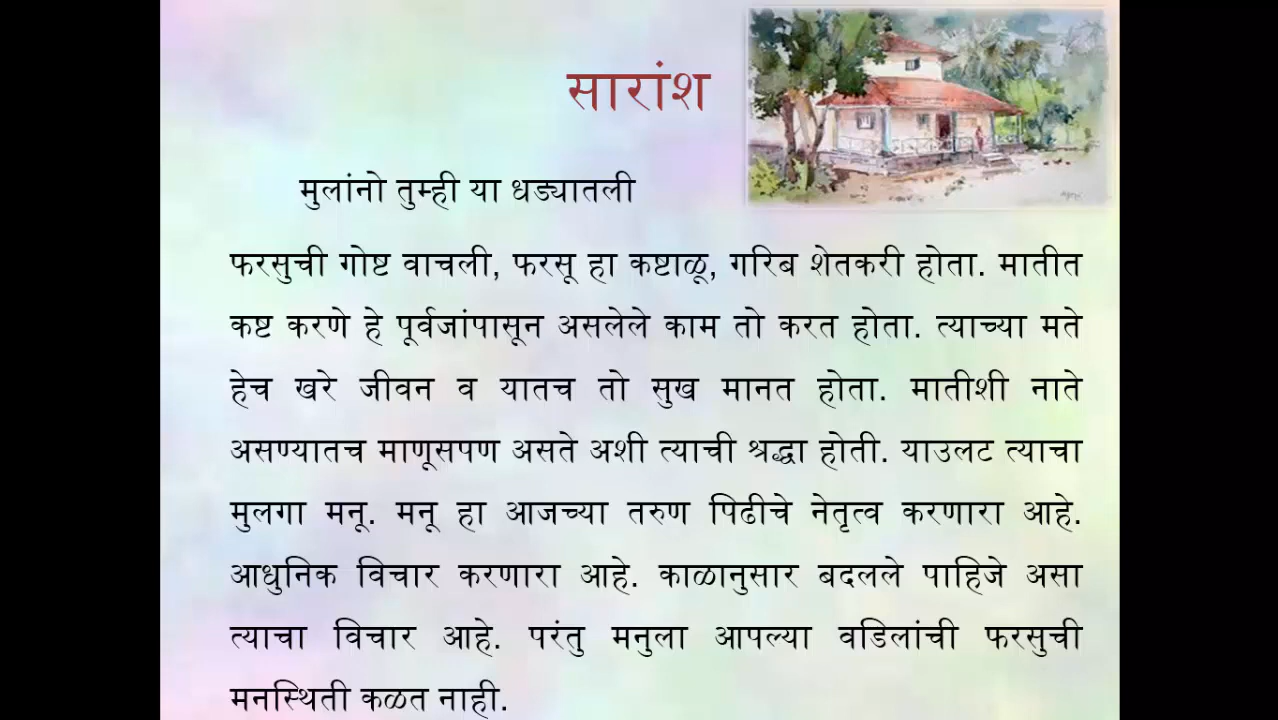 सारांश
मुलांनो तुम्ही या धड्यातली
फरसुची गोष्ट वाचली, फरसू हा कष्टाळू, गरिब शेतकरी होता. मातीत
कष्ट करणे हे पूर्वजांपासून असलेले काम तो करत होता. त्याच्या मते
हेच खरे जीवन व यातच तो सुख मानत होता. मातीशी नाते
असण्यातच माणूसपण असते अशी त्याची श्रद्धा होती. याउलट त्याचा
मुलगा मनू. मनू हा आजच्या तरुण पिढीचे नेतृत्व करणारा आहे.
आधुनिक विचार करणारा आहे. काळानुसार बदलले पाहिजे असा
त्याचा विचार आहे. परंतु मनुला आपल्या वडिलांची फरसुची
मनस्थिती कळत नाही.